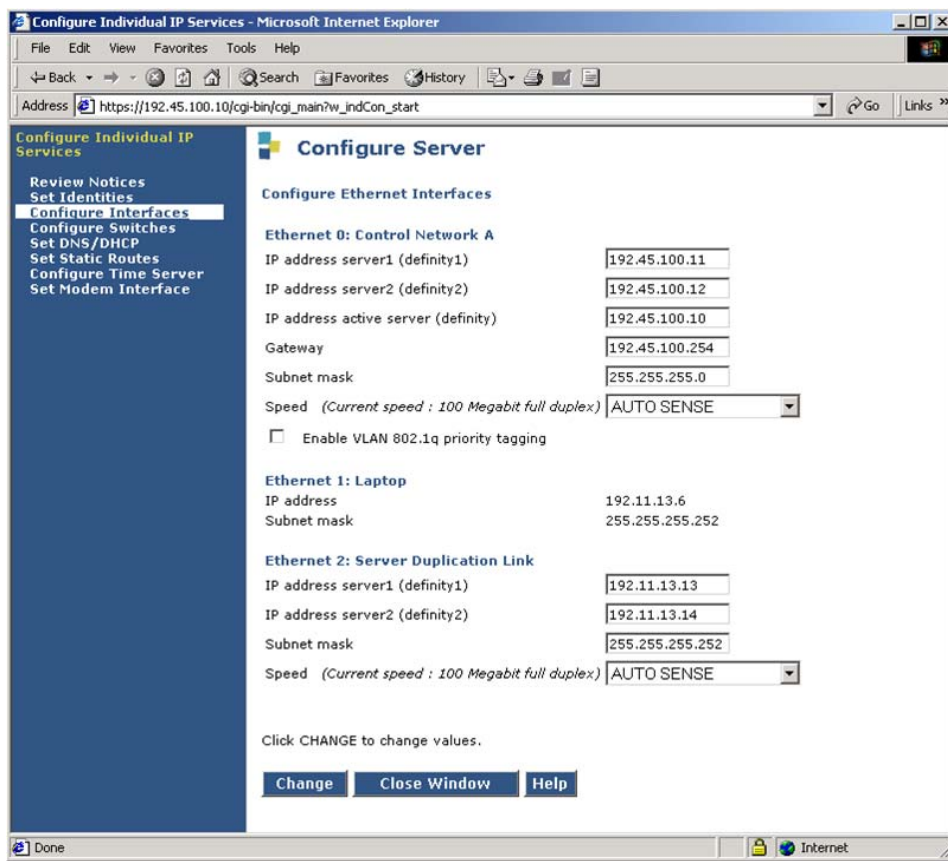 Configure Individual IP Services - Microsoft Internet Explorer
File Edit View Favorites Tools Help
Back Search Favorites History
Address https://192.45.100.10/cgi-bin/cgi_main?w_indCon_start Go Links »
Configure Individual IP
Services
Review Notices
Set Identities
Configure Interfaces
Configure Switches
Set DNS/DHCP
Set Static Routes
Configure Time Server
Set Modem Interface
Configure Server
Configure Ethernet Interfaces
Ethernet 0: Control Network A
IP address server1 (definity1) 192.45.100.11
IP address server2 (definity2) 192.45.100.12
IP address active server (definity) 192.45.100.10
Gateway 192.45.100.254
Subnet mask 255.255.255.0
Speed (Current speed : 100 Megabit full duplex) AUTO SENSE
Enable VLAN 802.1q priority tagging
Ethernet 1: Laptop
IP address 192.11.13.6
Subnet mask 255.255.255.252
Ethernet 2: Server Duplication Link
IP address server1 (definity1) 192.11.13.13
IP address server2 (definity2) 192.11.13.14
Subnet mask 255.255.255.252
Speed (Current speed : 100 Megabit full duplex) AUTO SENSE
Click CHANGE to change values.
Change Close Window Help
Done Internet